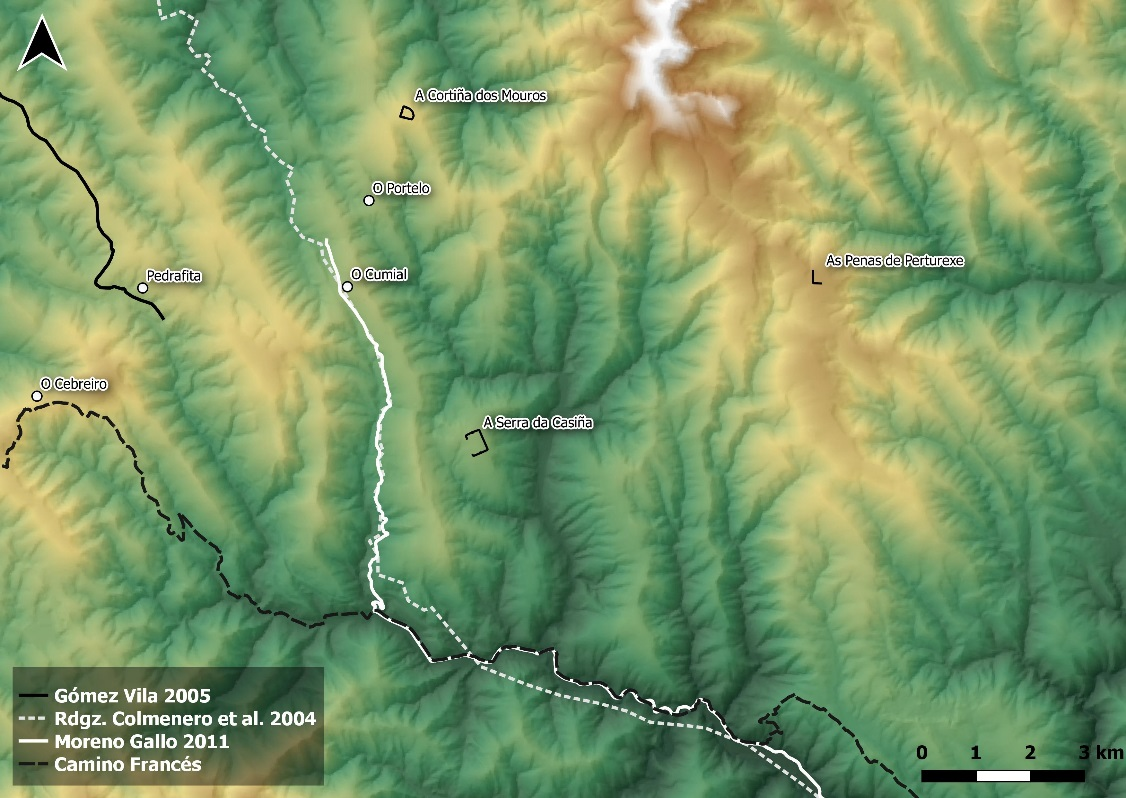 A Cortiña dos Mouros
O Portelo
As Penas de Perturexe
Pedrafita
O Cumial
O Cebreiro
A Serra da Casiña
Gómez Vila 2005
Rdgz. Colmenero et al. 2004
Moreno Gallo 2011
Camino Francés
0 1 2 3 km